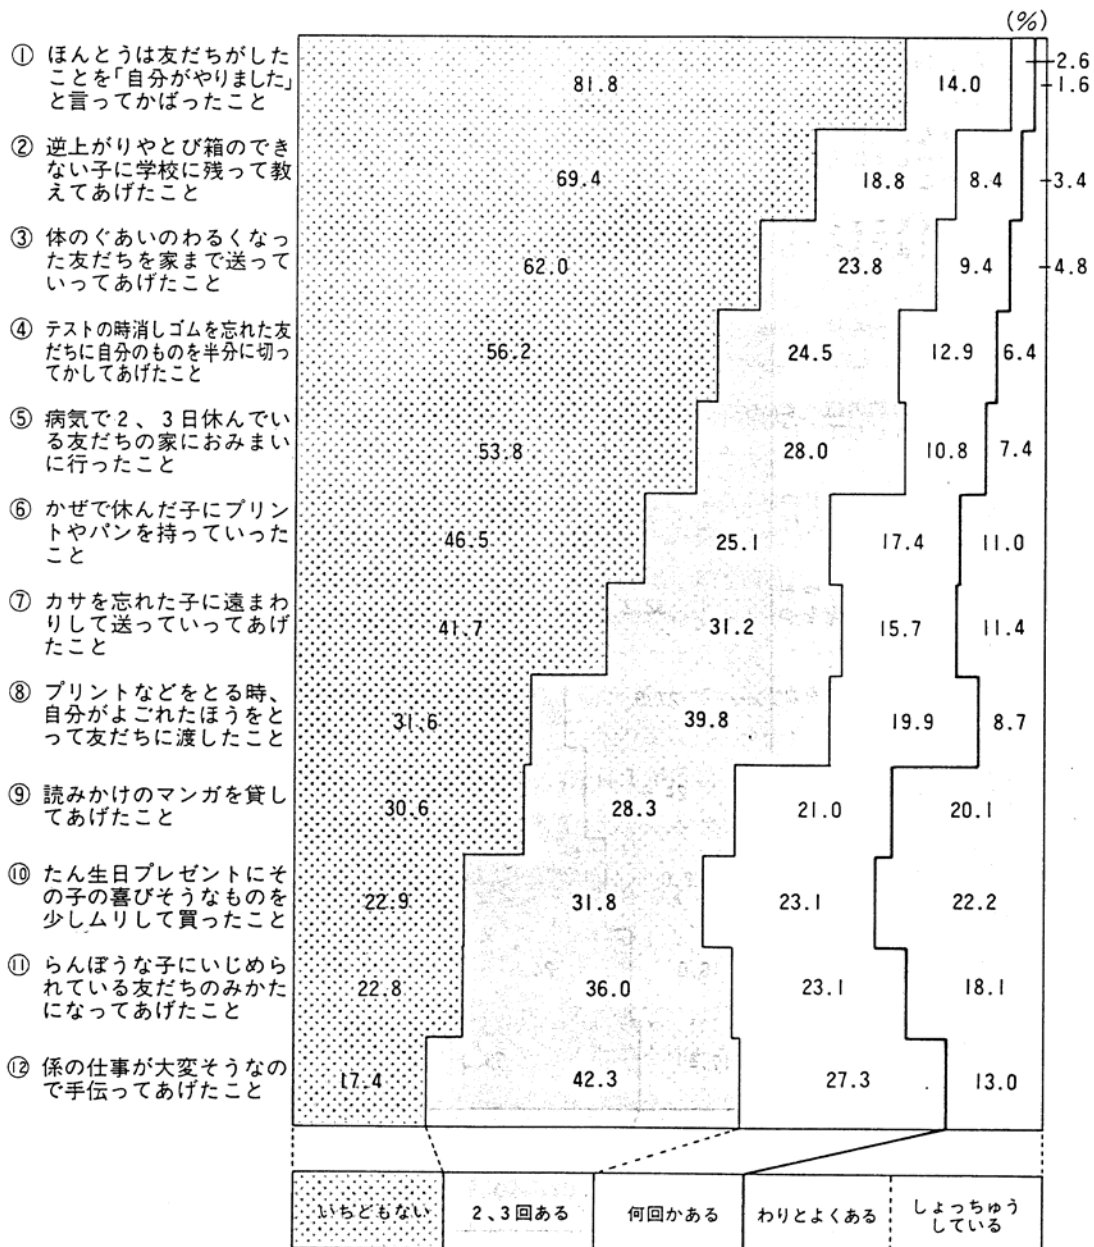 (%)
① ほんとうは友だちがした
ことを「自分がやりました」
と言ってかばったこと
81.8
14.0
2.6
1.6
② 逆上がりやとび箱のでき
ない子に学校に残って教
えてあげたこと
69.4
18.8
8.4
3.4
③ 体のぐあいのわるくなっ
た友だちを家まで送って
いってあげたこと
62.0
23.8
9.4
4.8
④ テストの時消しゴムを忘れた友
だちに自分のものを半分に切っ
てかしてあげたこと
56.2
24.5
12.9
6.4
⑤ 病気で2、3日休んでい
る友だちの家におみまい
に行ったこと
53.8
28.0
10.8
7.4
⑥ かぜで休んだ子にプリン
トやパンを持っていった
こと
46.5
25.1
17.4
11.0
⑦ カサを忘れた子に遠まわ
りして送っていってあげ
たこと
41.7
31.2
15.7
11.4
⑧ プリントなどをとる時、
自分がよごれたほうをと
って友だちに渡したこと
31.6
39.8
19.9
8.7
⑨ 読みかけのマンガを貸し
てあげたこと
30.6
28.3
21.0
20.1
⑩ たん生日プレゼントにそ
の子の喜びそうなものを
少しムリして買ったこと
22.9
31.8
23.1
22.2
⑪ らんぼうな子にいじめら
れている友だちのみかた
になってあげたこと
22.8
36.0
23.1
18.1
⑫ 係の仕事が大変そうなの
で手伝ってあげたこと
17.4
42.3
27.3
13.0
いちどもない
2、3回ある
何回かある
わりとよくある
しょっちゅう
している